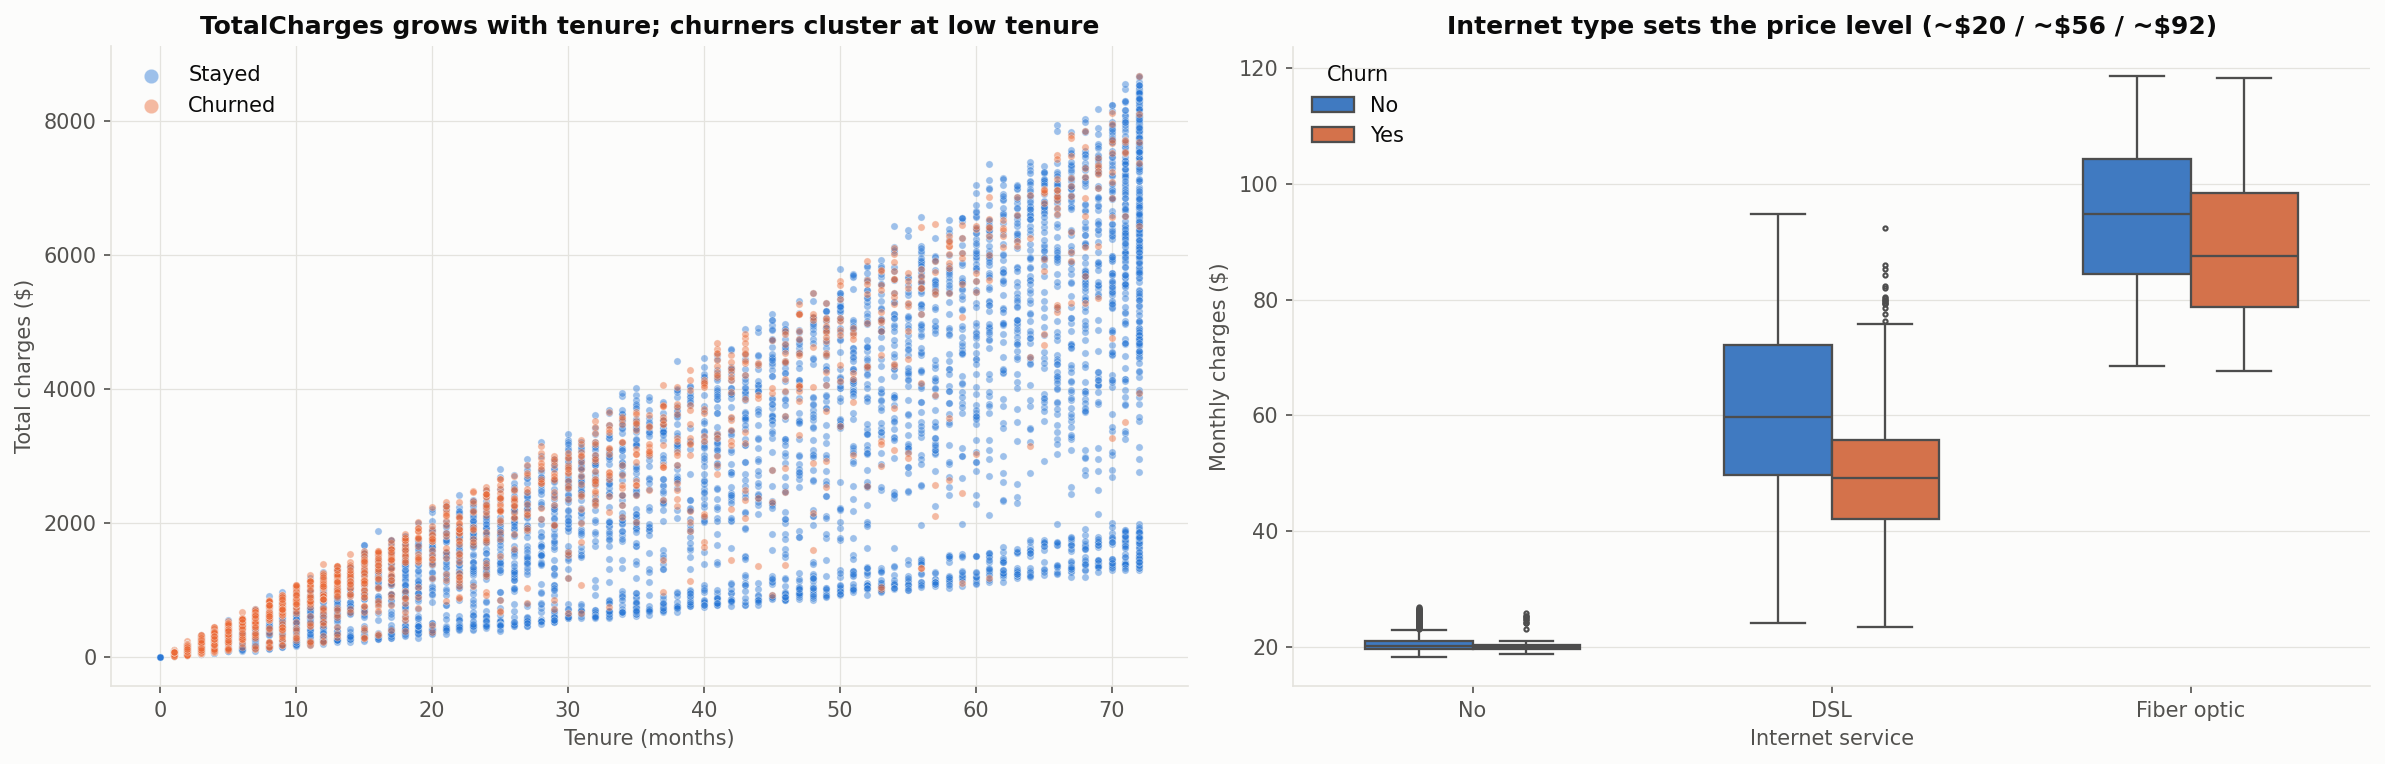 TotalCharges grows with tenure; churners cluster at low tenure
Stayed
Churned
Total charges ($)
8000
6000
4000
2000
0
0 10 20 30 40 50 60 70
Tenure (months)
Internet type sets the price level (~$20 / ~$56 / ~$92)
Churn
No
Yes
Monthly charges ($)
120
100
80
60
40
20
No DSL Fiber optic
Internet service